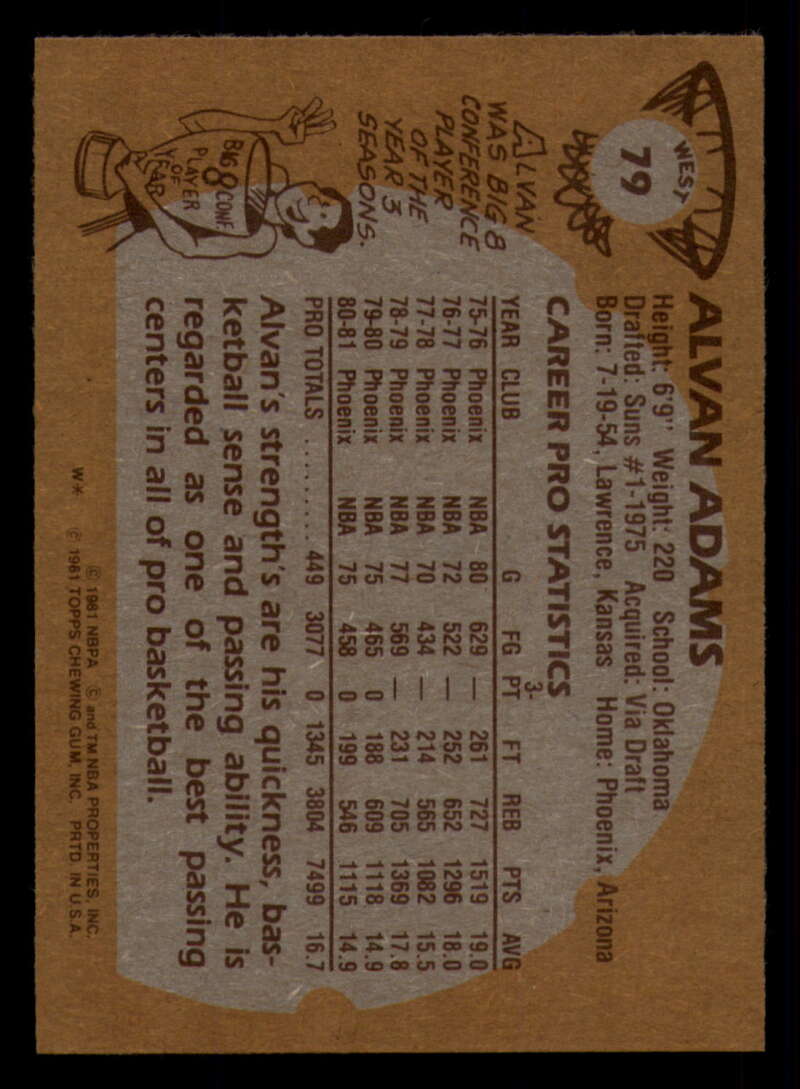 WEST
79
ALVAN ADAMS
Height: 6'9" Weight: 220 School: Oklahoma
Drafted: Suns #1-1975 Acquired: Via Draft
Born: 7-19-54, Lawrence, Kansas Home: Phoenix, Arizona
ALVAN
WAS BIG 8
CONFERENCE
PLAYER
OF THE
YEAR 3
SEASONS.
BIG 8 CONF.
PLAYER
OF
YEAR
CAREER PRO STATISTICS
YEAR CLUB G FG 3-PT FT REB PTS AVG
75-76 Phoenix NBA 80 629 — 261 727 1519 19.0
76-77 Phoenix NBA 72 522 — 252 652 1296 18.0
77-78 Phoenix NBA 70 434 — 214 565 1082 15.5
78-79 Phoenix NBA 77 569 — 231 705 1369 17.8
79-80 Phoenix NBA 75 465 0 188 609 1118 14.9
80-81 Phoenix NBA 75 458 0 199 546 1115 14.9
PRO TOTALS ......... 449 3077 0 1345 3804 7499 16.7
Alvan's strength's are his quickness, bas-
ketball sense and passing ability. He is
regarded as one of the best passing
centers in all of pro basketball.
© 1981 NBPA © and TM NBA PROPERTIES, INC.
W* © 1981 TOPPS CHEWING GUM, INC. PRTD. IN U.S.A.